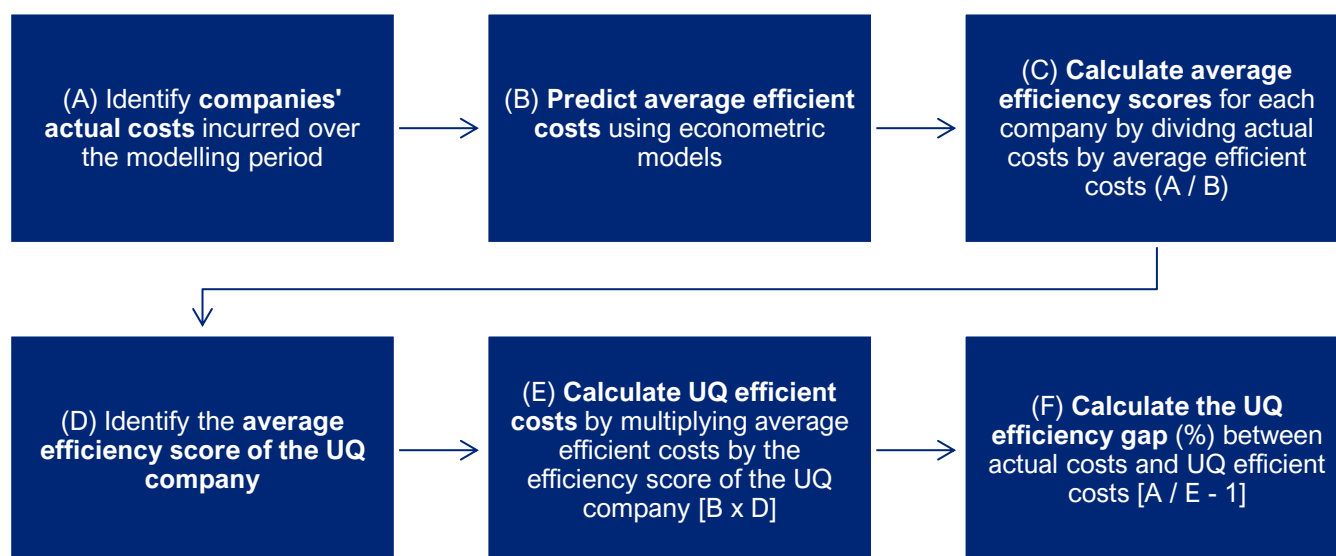 (A) Identify companies'
actual costs incurred over
the modelling period
(B) Predict average efficient
costs using econometric
models
(C) Calculate average
efficiency scores for each
company by dividng actual
costs by average efficient
costs (A / B)
(D) Identify the average
efficiency score of the UQ
company
(E) Calculate UQ efficient
costs by multiplying average
efficient costs by the
efficiency score of the UQ
company [B x D]
(F) Calculate the UQ
efficiency gap (%) between
actual costs and UQ efficient
costs [A / E - 1]